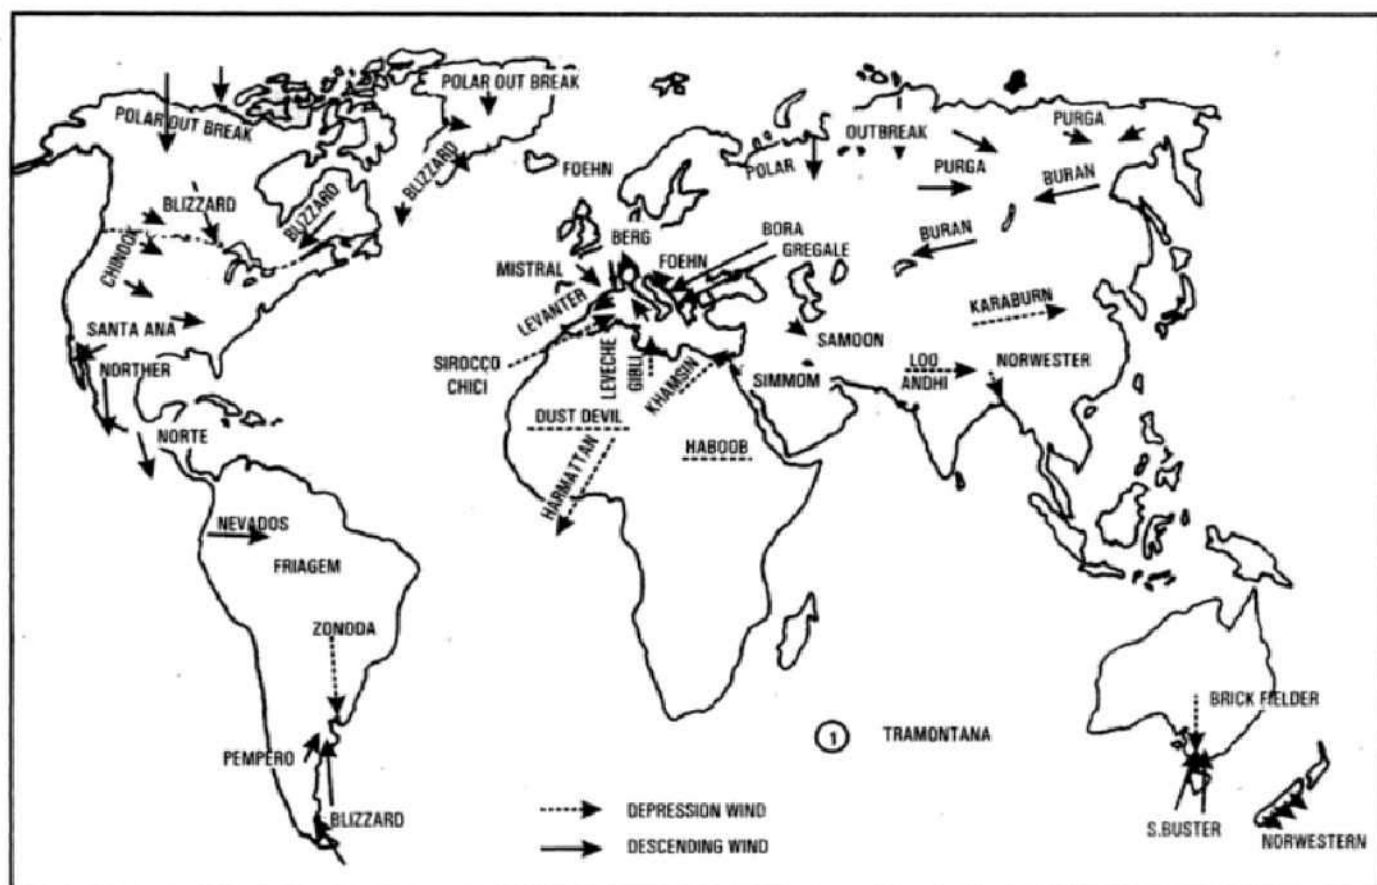 POLAR OUT BREAK
POLAR OUT BREAK
BLIZZARD
BLIZZARD
BLIZZARD
CHINOOK
SANTA ANA
NORTHER
NORTE
NEVADOS
FRIAGEM
ZONODA
PEMPERO
BLIZZARD
FOEHN
BERG
MISTRAL
FOEHN
BORA
GREGALE
LEVANTER
SIROCCO
CHICI
LEVECHE
GIBLI
KHAMSIN
SIMMOM
SAMOON
DUST DEVIL
HARMATTAN
HABOOB
POLAR
OUTBREAK
PURGA
PURGA
BURAN
BURAN
KARABURN
LOO
ANDHI
NORWESTER
BRICK FIELDER
S.BUSTER
NORWESTERN
1 TRAMONTANA
DEPRESSION WIND
DESCENDING WIND